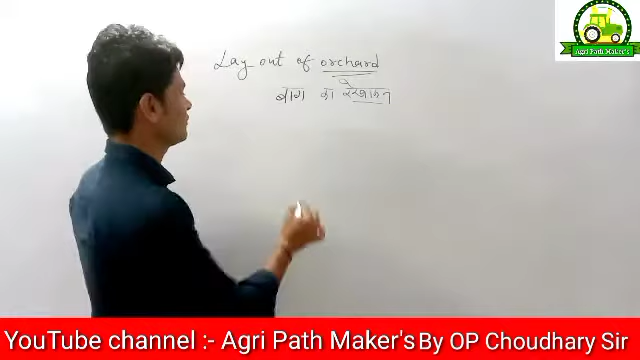 Lay out of orchard
बाग का रेखांकन
Agri Path Maker's
YouTube channel :- Agri Path Maker's By OP Choudhary Sir